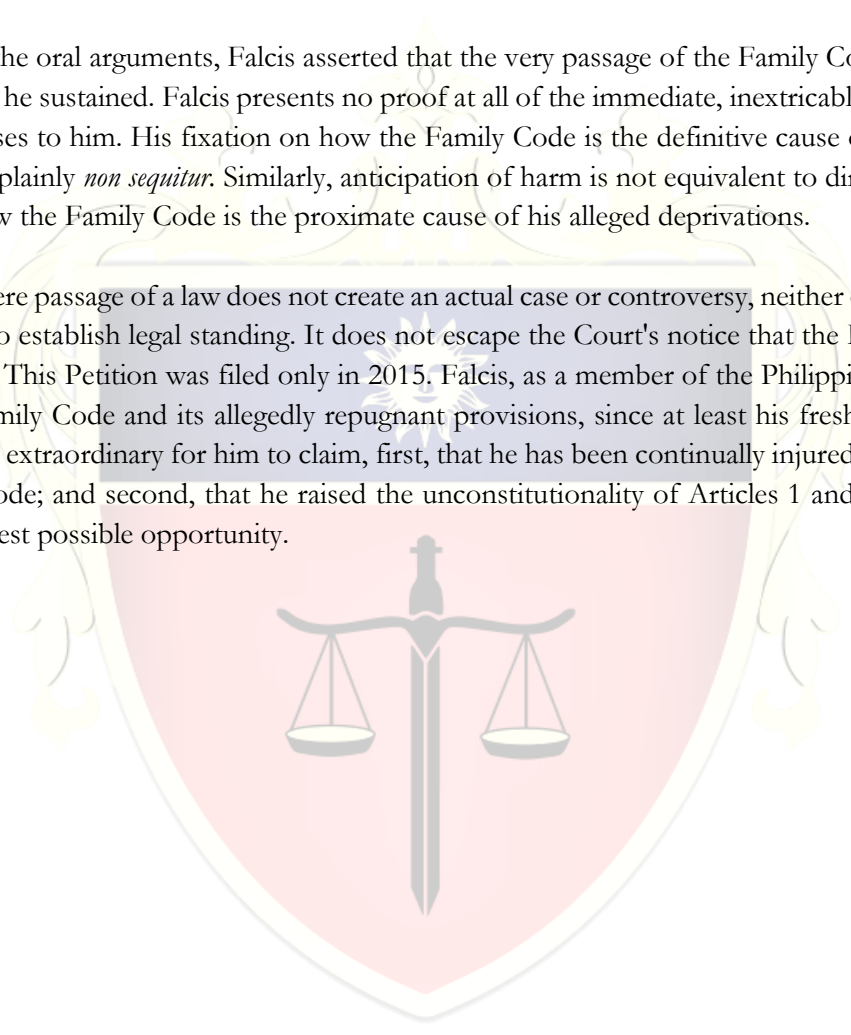 he oral arguments, Falcis asserted that the very passage of the Family Co
he sustained. Falcis presents no proof at all of the immediate, inextricabl
ses to him. His fixation on how the Family Code is the definitive cause
plainly non sequitur. Similarly, anticipation of harm is not equivalent to di
w the Family Code is the proximate cause of his alleged deprivations.
ere passage of a law does not create an actual case or controversy, neither
o establish legal standing. It does not escape the Court's notice that the
This Petition was filed only in 2015. Falcis, as a member of the Philippi
mily Code and its allegedly repugnant provisions, since at least his fresh
extraordinary for him to claim, first, that he has been continually injured
ode; and second, that he raised the unconstitutionality of Articles 1 and
est possible opportunity.